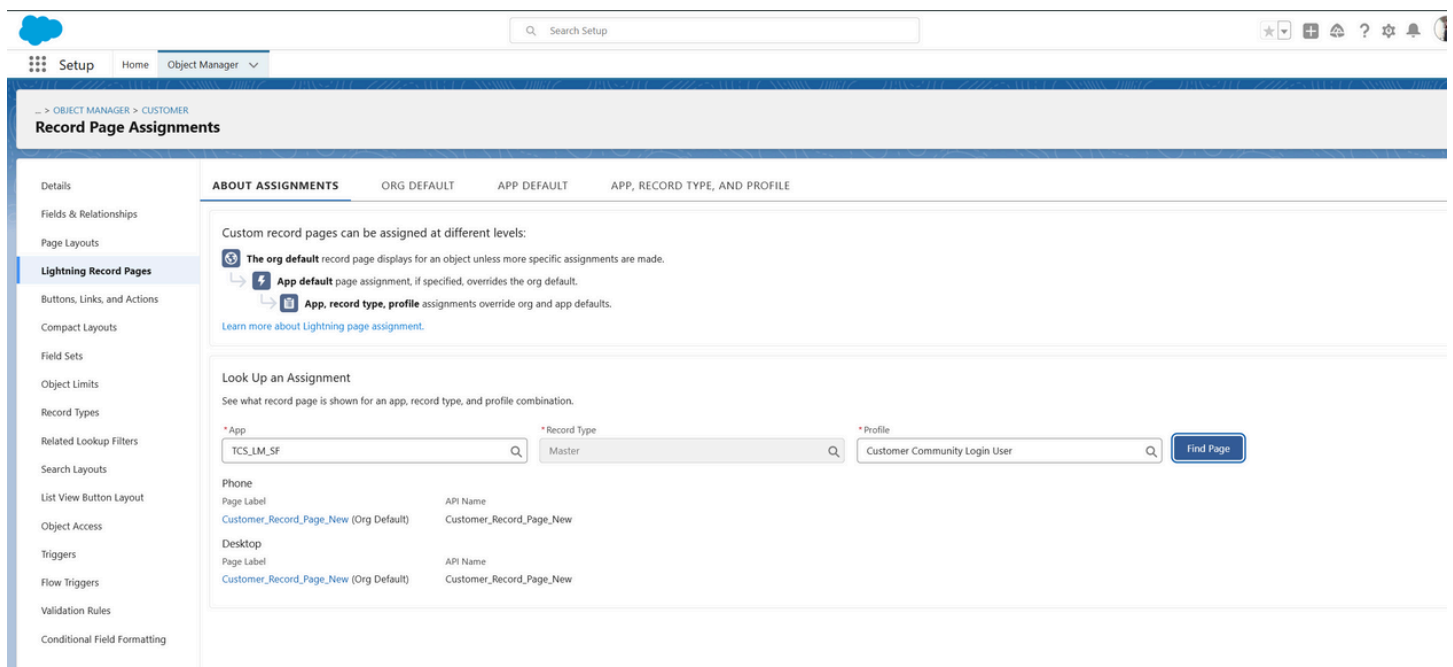 Search Setup
Setup Home Object Manager
... > OBJECT MANAGER > CUSTOMER
Record Page Assignments
Details
Fields & Relationships
Page Layouts
Lightning Record Pages
Buttons, Links, and Actions
Compact Layouts
Field Sets
Object Limits
Record Types
Related Lookup Filters
Search Layouts
List View Button Layout
Object Access
Triggers
Flow Triggers
Validation Rules
Conditional Field Formatting
ABOUT ASSIGNMENTS ORG DEFAULT APP DEFAULT APP, RECORD TYPE, AND PROFILE
Custom record pages can be assigned at different levels:
The org default record page displays for an object unless more specific assignments are made.
App default page assignment, if specified, overrides the org default.
App, record type, profile assignments override org and app defaults.
Learn more about Lightning page assignment.
Look Up an Assignment
See what record page is shown for an app, record type, and profile combination.
*App *Record Type *Profile
TCS_LM_SF Master Customer Community Login User Find Page
Phone
Page Label API Name
Customer_Record_Page_New (Org Default) Customer_Record_Page_New
Desktop
Page Label API Name
Customer_Record_Page_New (Org Default) Customer_Record_Page_New